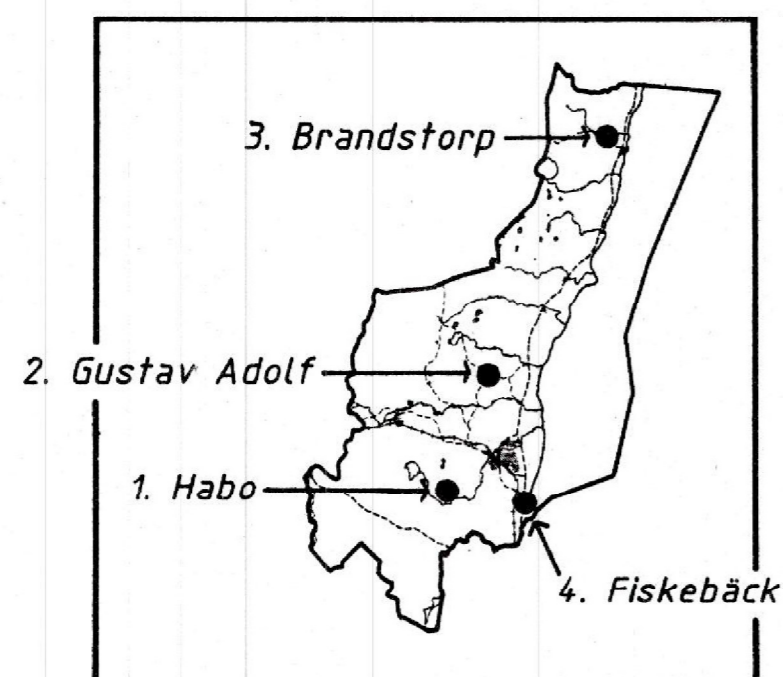 3. Brandstorp
2. Gustav Adolf
1. Habo
4. Fiskebäck